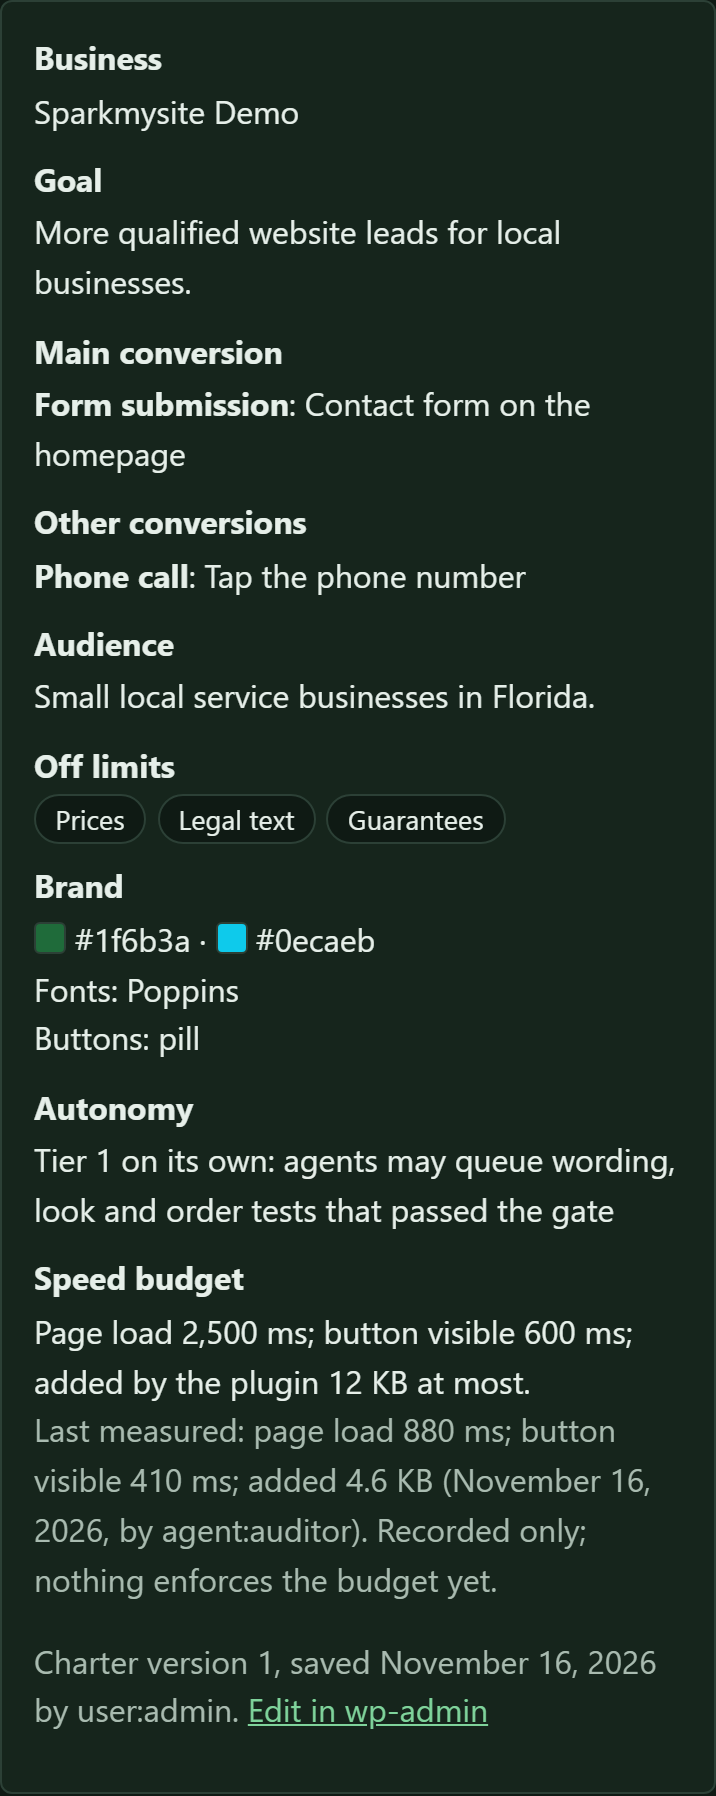 Business
Sparkmysite Demo
Goal
More qualified website leads for local
businesses.
Main conversion
Form submission: Contact form on the
homepage
Other conversions
Phone call: Tap the phone number
Audience
Small local service businesses in Florida.
Off limits
Prices Legal text Guarantees
Brand
#1f6b3a · #0ecaeb
Fonts: Poppins
Buttons: pill
Autonomy
Tier 1 on its own: agents may queue wording,
look and order tests that passed the gate
Speed budget
Page load 2,500 ms; button visible 600 ms;
added by the plugin 12 KB at most.
Last measured: page load 880 ms; button
visible 410 ms; added 4.6 KB (November 16,
2026, by agent:auditor). Recorded only;
nothing enforces the budget yet.
Charter version 1, saved November 16, 2026
by user:admin. Edit in wp-admin